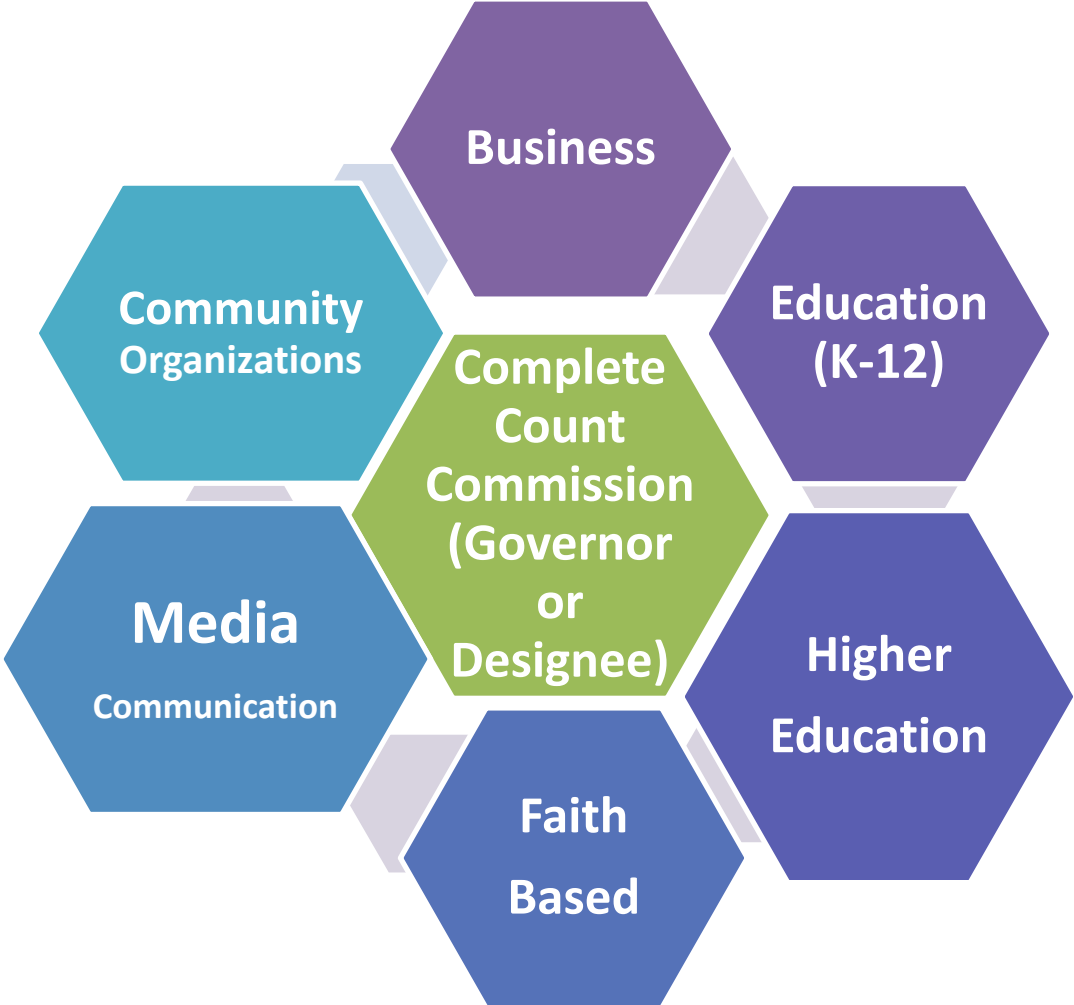 Business
Community
Organizations
Education
(K-12)
Complete
Count
Commission
(Governor
or
Designee)
Media
Communication
Higher
Education
Faith
Based